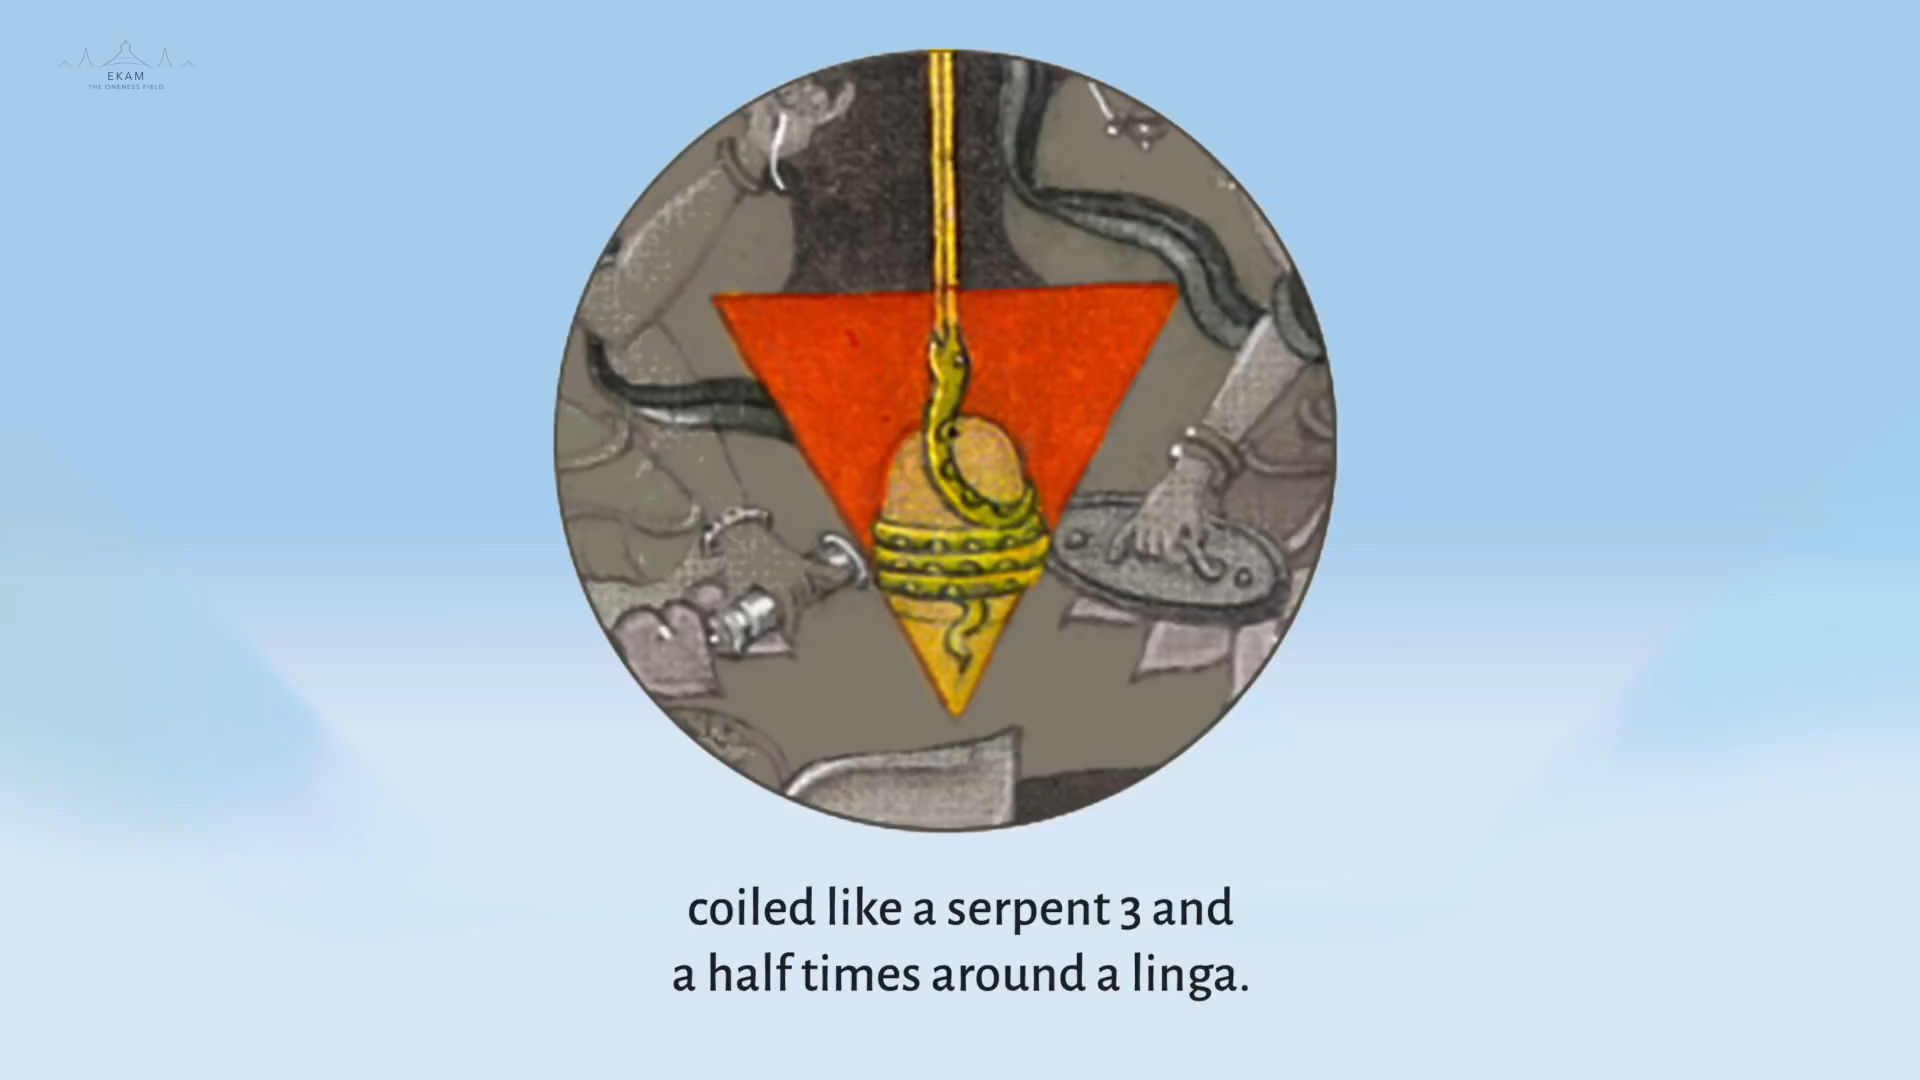 EKAM
THE ONENESS FIELD
coiled like a serpent 3 and
a half times around a linga.